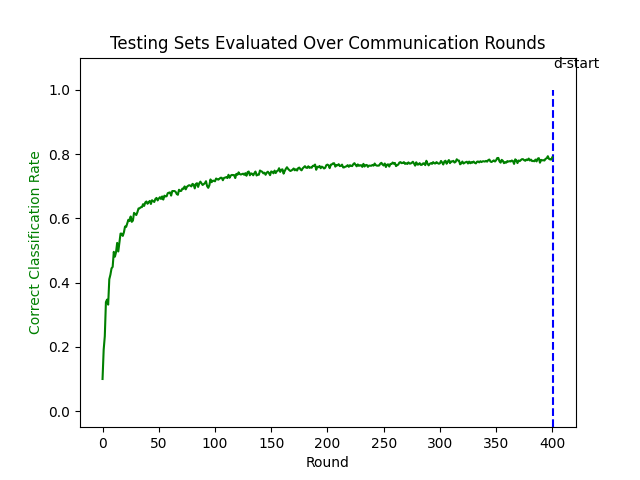 Testing Sets Evaluated Over Communication Rounds
d-start
1.0
0.8
0.6
0.4
0.2
0.0
Correct Classification Rate
0 50 100 150 200 250 300 350 400
Round